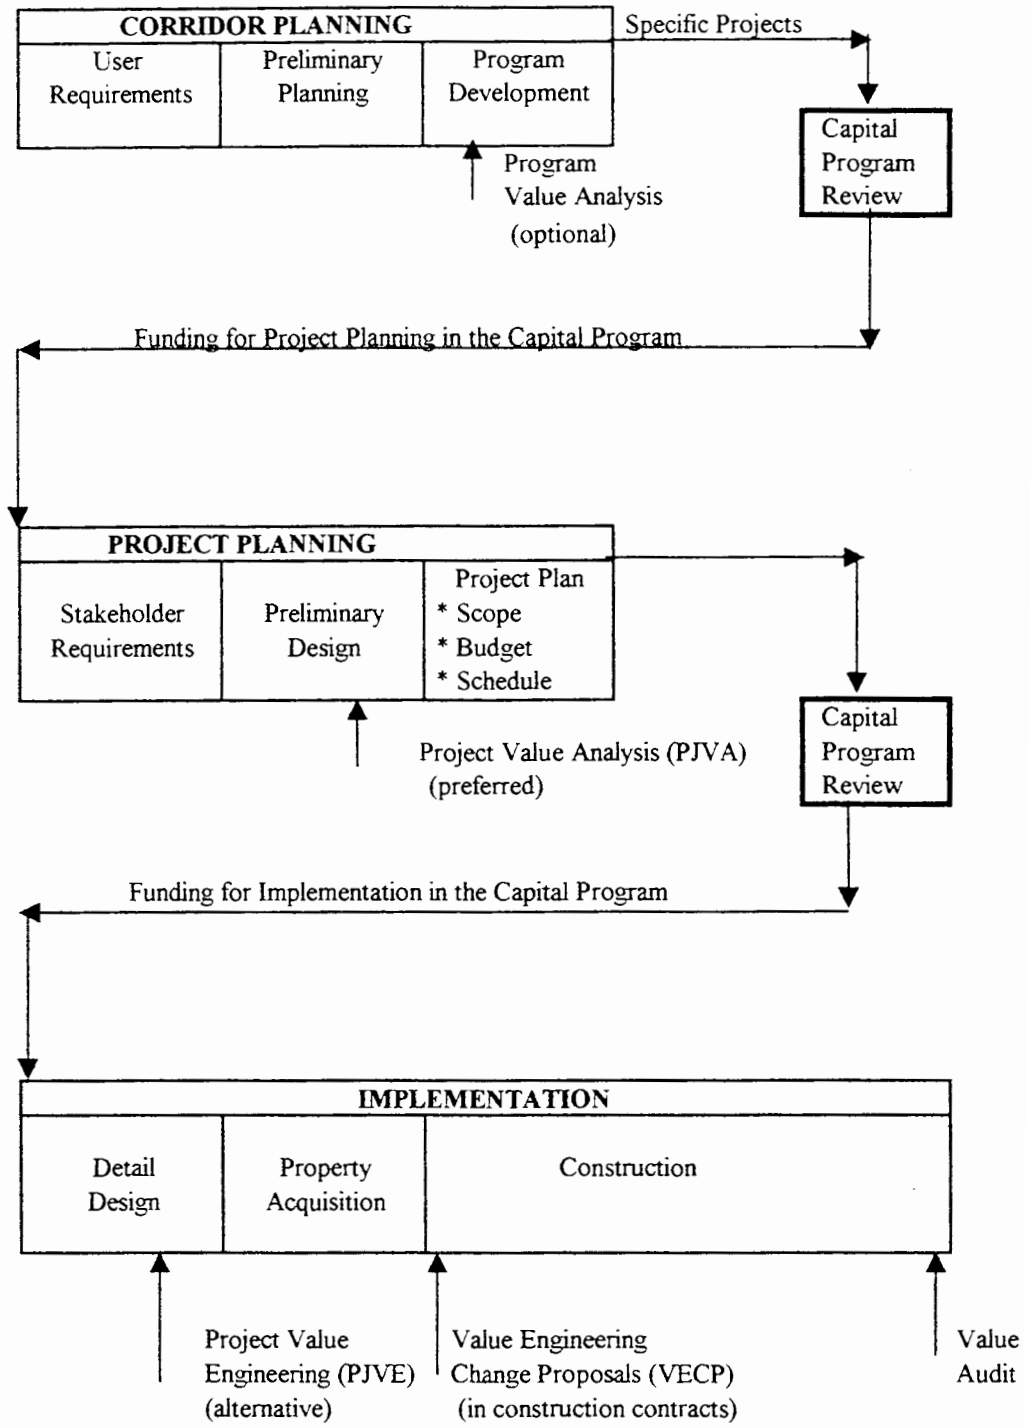 CORRIDOR PLANNING
Specific Projects
User
Requirements
Preliminary
Planning
Program
Development
Capital
Program
Review
Program
Value Analysis
(optional)
Funding for Project Planning in the Capital Program
PROJECT PLANNING
Stakeholder
Requirements
Preliminary
Design
Project Plan
* Scope
* Budget
* Schedule
Capital
Program
Review
Project Value Analysis (PJVA)
(preferred)
Funding for Implementation in the Capital Program
IMPLEMENTATION
Detail
Design
Property
Acquisition
Construction
Project Value
Engineering (PJVE)
(alternative)
Value Engineering
Change Proposals (VECP)
(in construction contracts)
Value
Audit